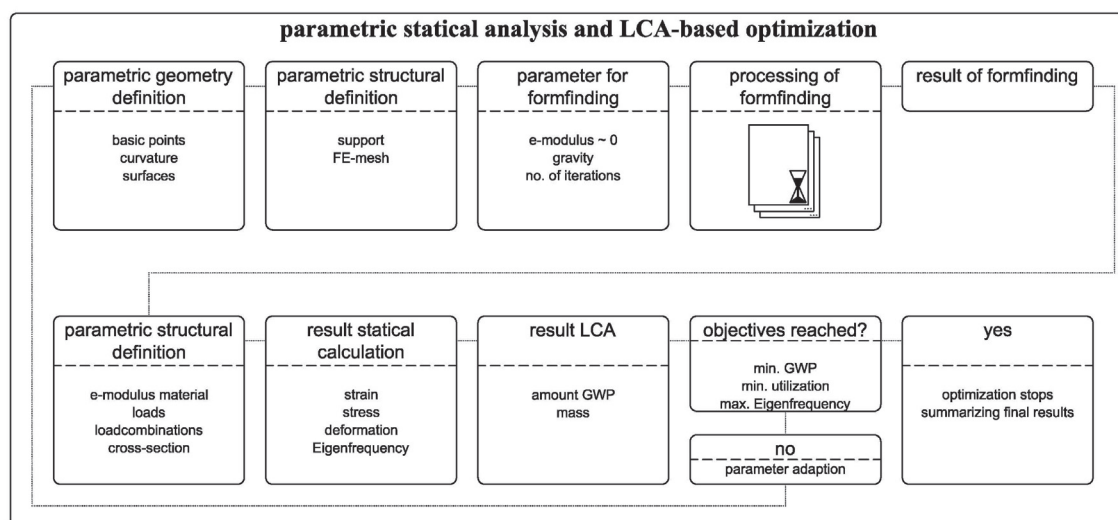 parametric statical analysis and LCA-based optimization
parametric geometry
definition
basic points
curvature
surfaces
parametric structural
definition
support
FE-mesh
parameter for
formfinding
e-modulus ~ 0
gravity
no. of iterations
processing of
formfinding
result of formfinding
parametric structural
definition
e-modulus material
loads
loadcombinations
cross-section
result statical
calculation
strain
stress
deformation
Eigenfrequency
result LCA
amount GWP
mass
objectives reached?
min. GWP
min. utilization
max. Eigenfrequency
no
parameter adaption
yes
optimization stops
summarizing final results